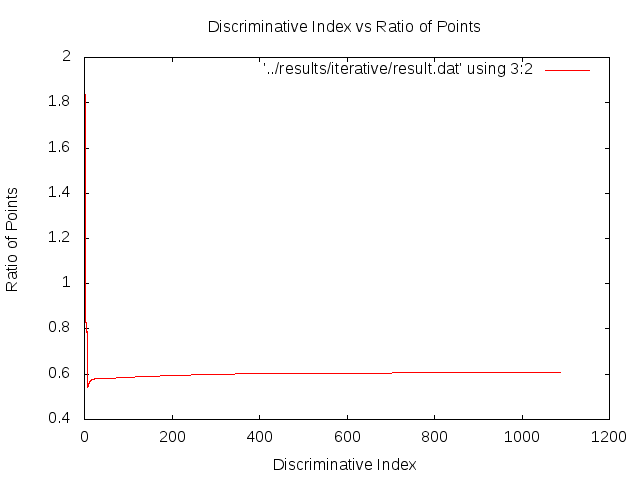 Discriminative Index vs Ratio of Points
'../results/iterative/result.dat' using 3:2
Ratio of Points
2
1.8
1.6
1.4
1.2
1
0.8
0.6
0.4
0 200 400 600 800 1000 1200
Discriminative Index